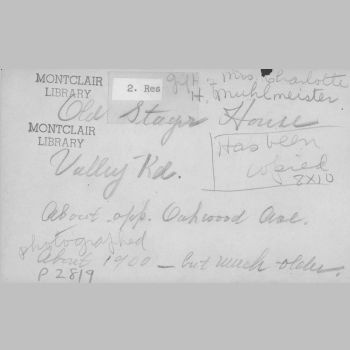 MONTCLAIR
LIBRARY
2. Res
gift of Mrs. Charlotte
H. Muhlmeister
Old Stager House
MONTCLAIR
LIBRARY
Has been
copied
8X10
Valley Rd.
About opp. Oakwood Ave.
photographed
about 1900 – but much older.
P 2819